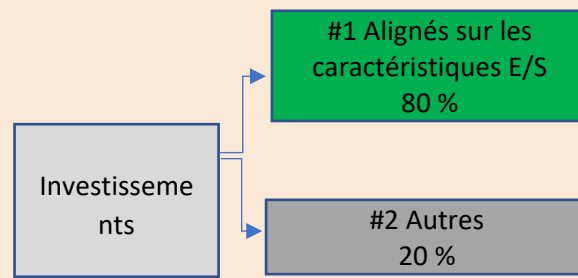 #1 Alignés sur les
caractéristiques E/S
80 %
Investisseme
nts
#2 Autres
20 %